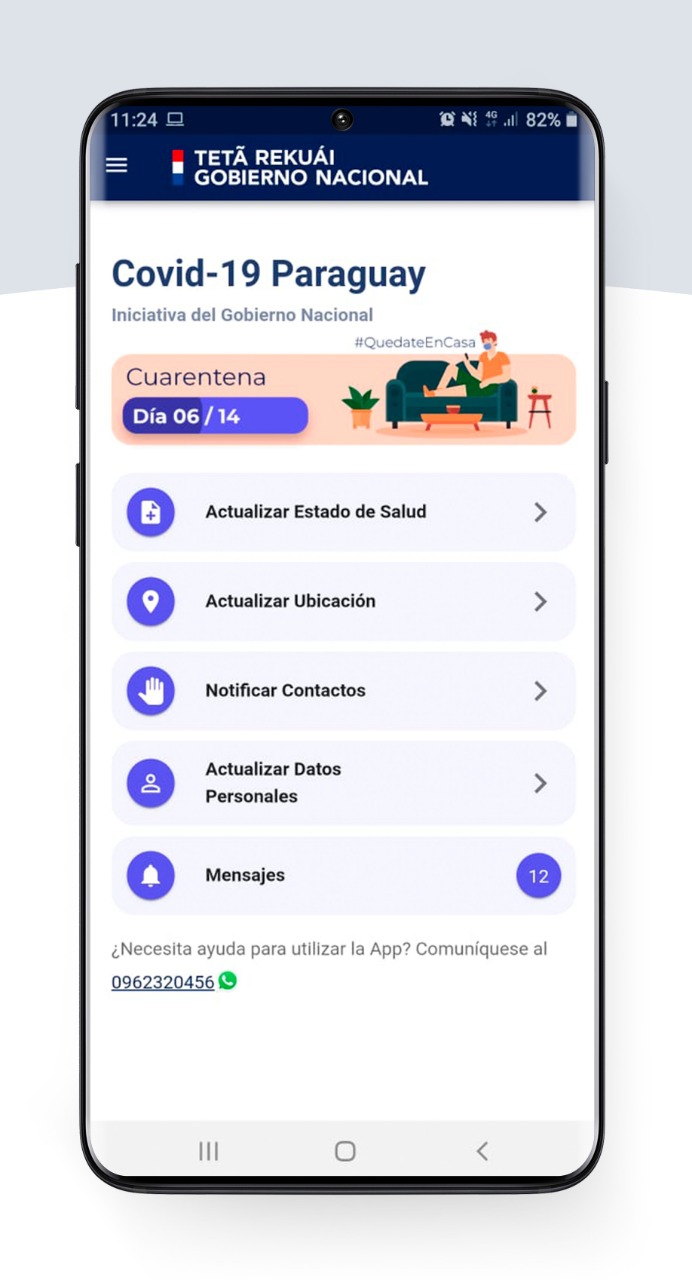 11:24
4G
82%
TETÃ REKUÁI
GOBIERNO NACIONAL
Covid-19 Paraguay
Iniciativa del Gobierno Nacional
#QuedateEnCasa
Cuarentena
Día 06 / 14
Actualizar Estado de Salud
Actualizar Ubicación
Notificar Contactos
Actualizar Datos
Personales
Mensajes
12
¿Necesita ayuda para utilizar la App? Comuníquese al
0962320456